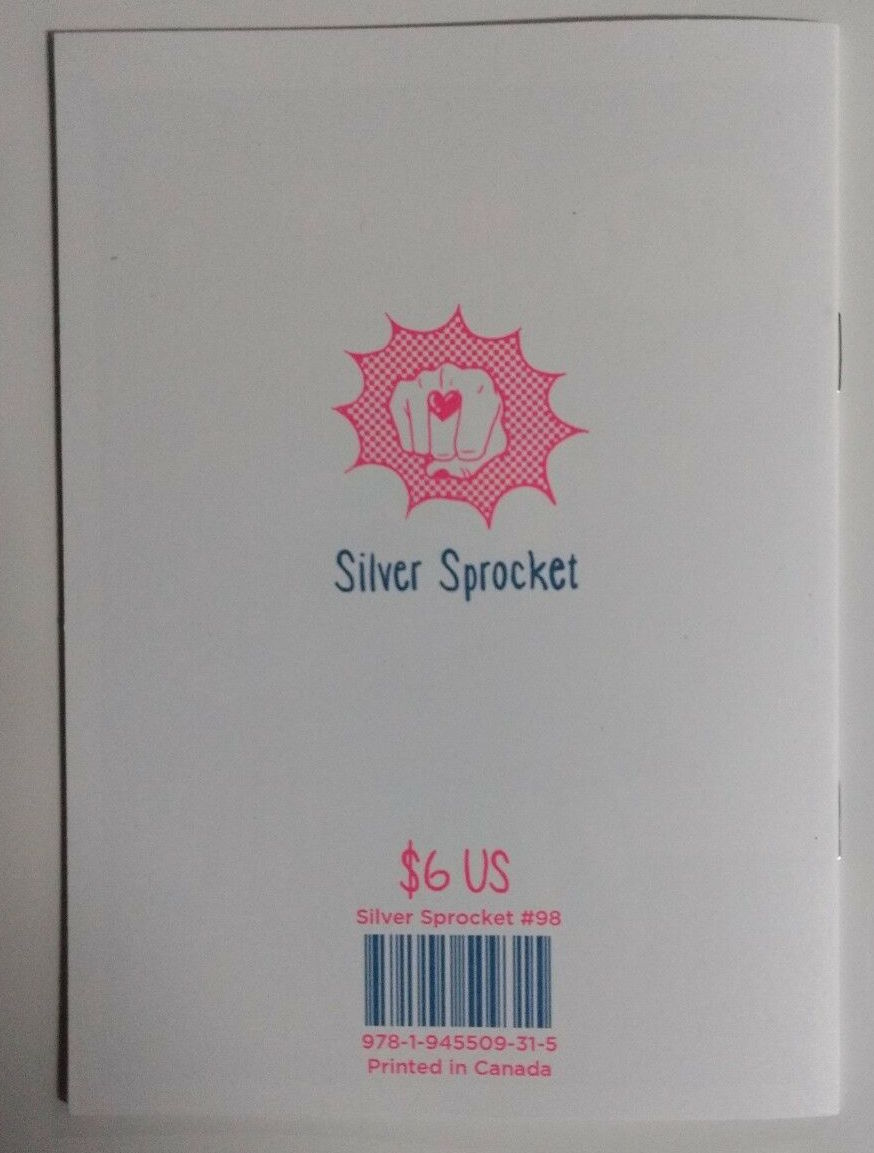 Silver Sprocket
$6 US
Silver Sprocket #98
978-1-945509-31-5
Printed in Canada